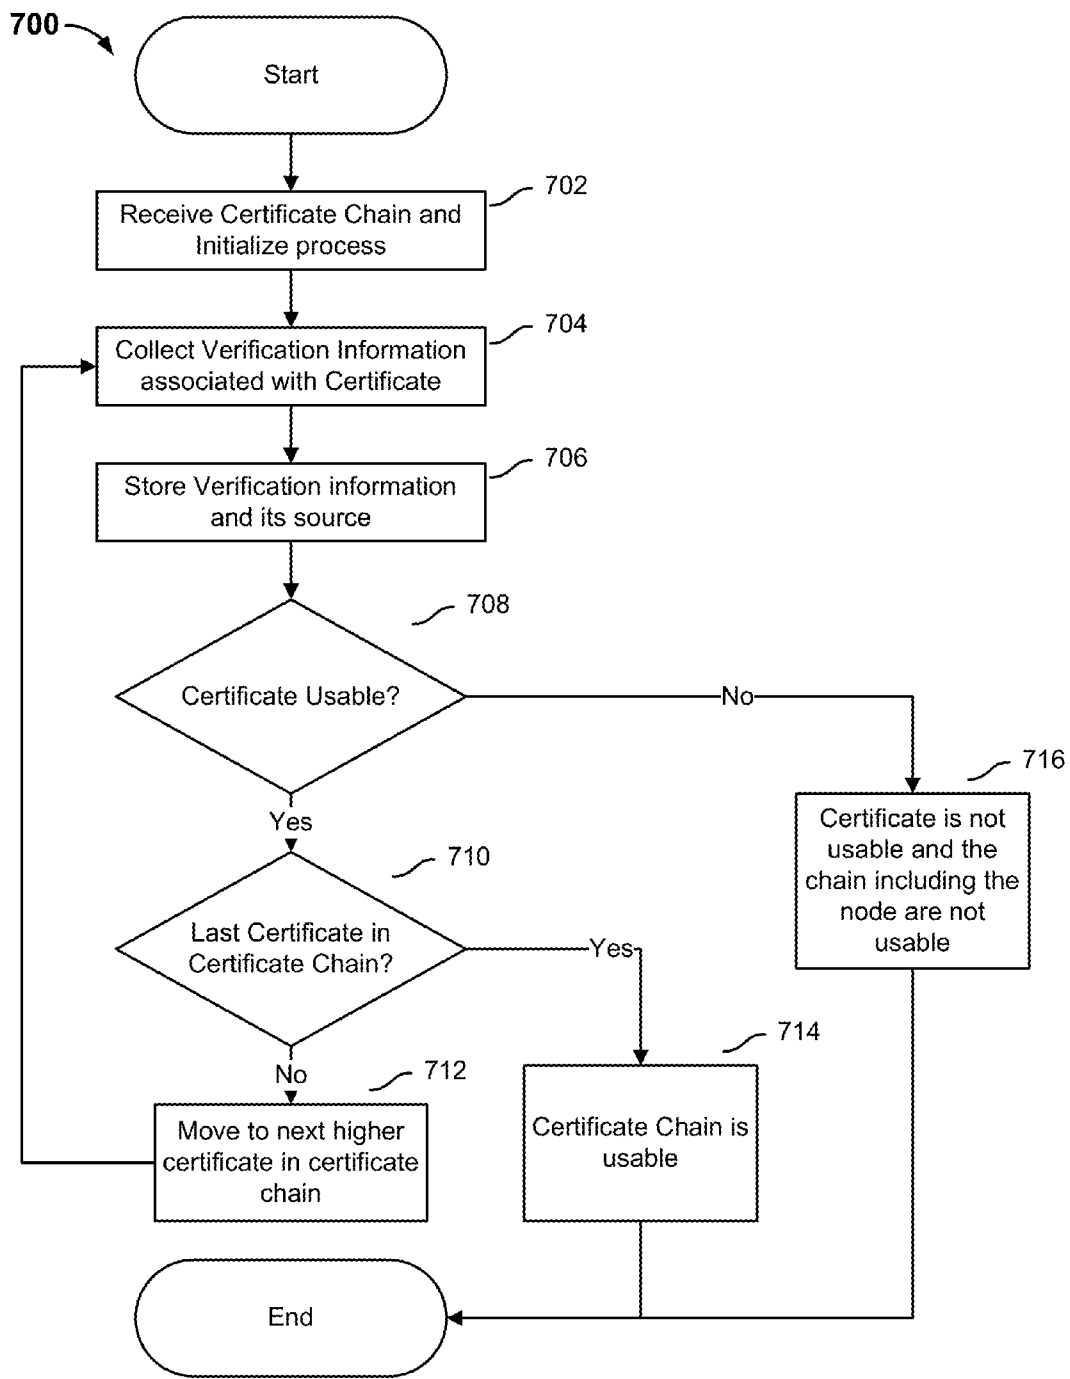 700
Start
702
Receive Certificate Chain and
Initialize process
704
Collect Verification Information
associated with Certificate
706
Store Verification information
and its source
708
Certificate Usable?
No
Yes
716
Certificate is not
usable and the
chain including the
node are not
usable
710
Last Certificate in
Certificate Chain?
Yes
No
714
Certificate Chain is
usable
712
Move to next higher
certificate in certificate
chain
End